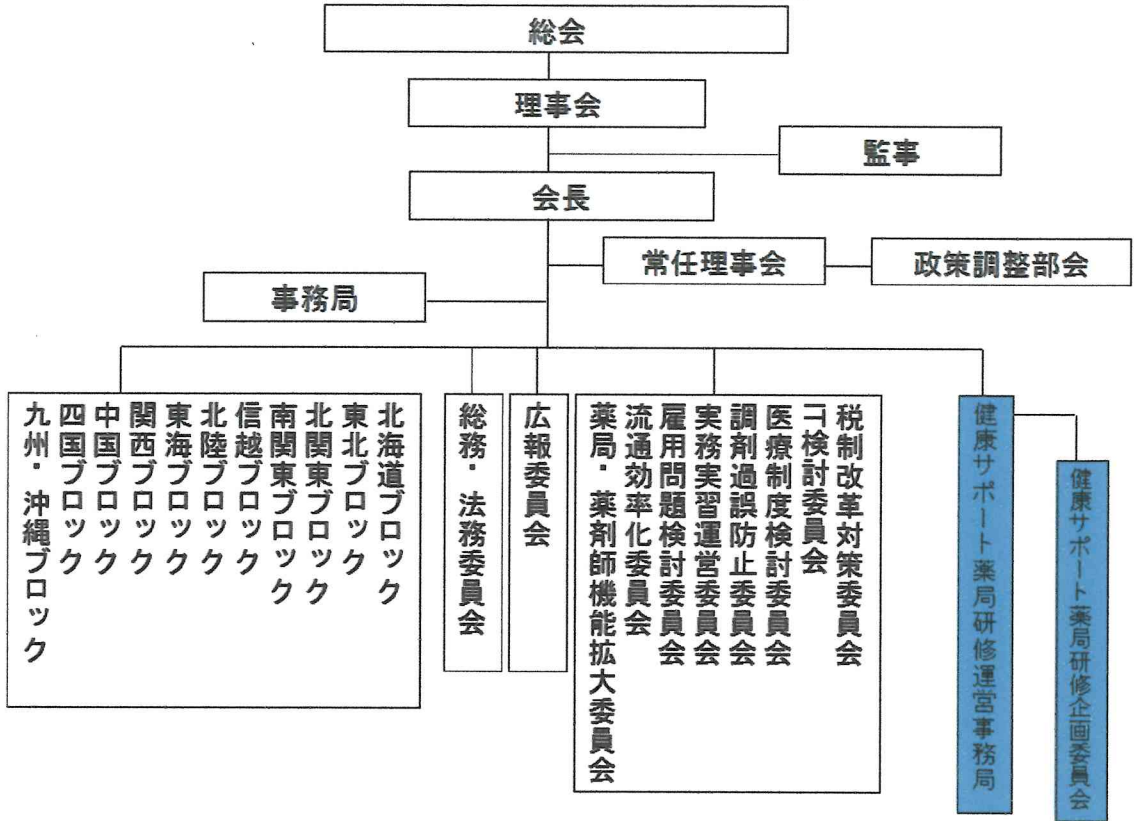 総会
理事会
監事
会長
常任理事会
政策調整部会
事務局
北海道ブロック
東北ブロック
北関東ブロック
南関東ブロック
信越ブロック
北陸ブロック
東海ブロック
関西ブロック
中国ブロック
四国ブロック
九州・沖縄ブロック
総務・法務委員会
広報委員会
税制改革対策委員会
IT検討委員会
医療制度検討委員会
調剤過誤防止委員会
実務実習運営委員会
雇用問題検討委員会
流通効率化委員会
薬局・薬剤師機能拡大委員会
健康サポート薬局研修運営事務局
健康サポート薬局研修企画委員会